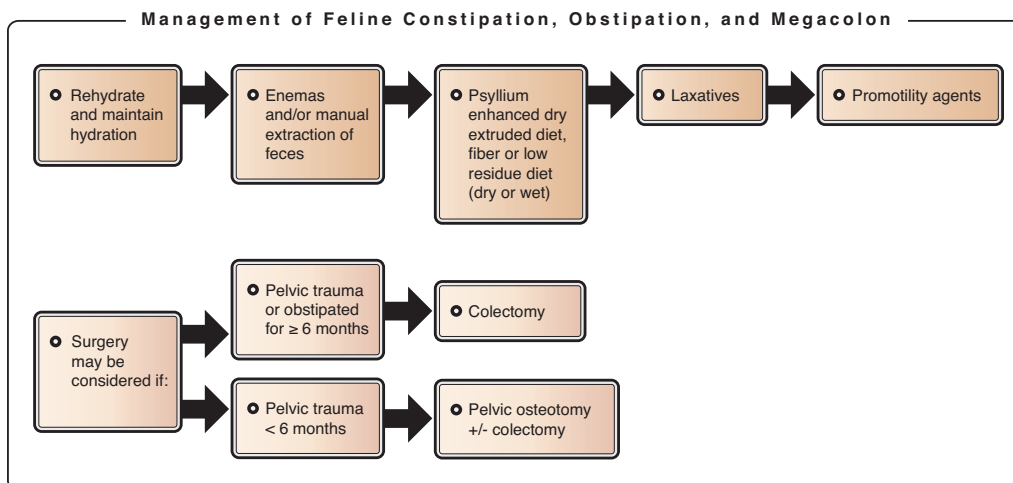 Management of Feline Constipation, Obstipation, and Megacolon
Rehydrate
and maintain
hydration
Enemas
and/or manual
extraction of
feces
Psyllium
enhanced dry
extruded diet,
fiber or low
residue diet
(dry or wet)
Laxatives
Promotility agents
Surgery
may be
considered if:
Pelvic trauma
or obstipated
for ≥ 6 months
Colectomy
Pelvic trauma
< 6 months
Pelvic osteotomy
+/- colectomy